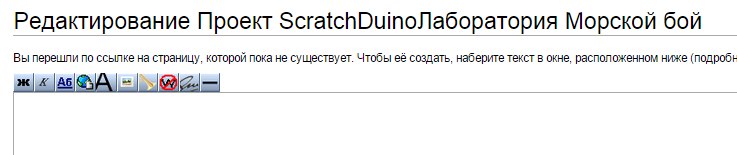 Редактирование Проект ScratchDuinoЛаборатория Морской бой
Вы перешли по ссылке на страницу, которой пока не существует. Чтобы её создать, наберите текст в окне, расположенном ниже (подробн
Ж К Аб A W